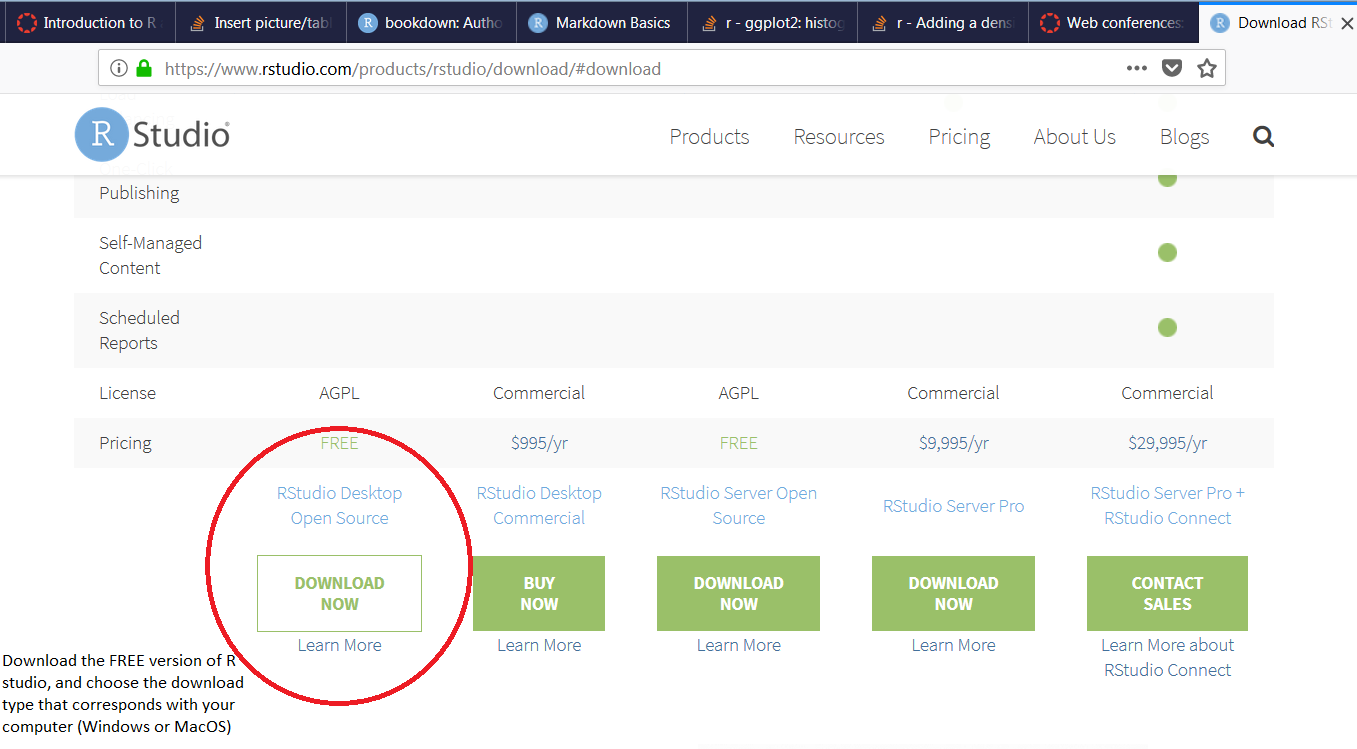 Introduction to R
Insert picture/tabl
bookdown: Autho
Markdown Basics
r - ggplot2: histog
r - Adding a dens
Web conferences:
Download RSt
https://www.rstudio.com/products/rstudio/download/#download
R Studio®
Products
Resources
Pricing
About Us
Blogs
Publishing
Self-Managed
Content
Scheduled
Reports
License AGPL Commercial AGPL Commercial Commercial
Pricing FREE $995/yr FREE $9,995/yr $29,995/yr
RStudio Desktop
Open Source
RStudio Desktop
Commercial
RStudio Server Open
Source
RStudio Server Pro
RStudio Server Pro +
RStudio Connect
DOWNLOAD
NOW
BUY
NOW
DOWNLOAD
NOW
DOWNLOAD
NOW
CONTACT
SALES
Learn More
Learn More
Learn More
Learn More
Learn More about
RStudio Connect
Download the FREE version of R
studio, and choose the download
type that corresponds with your
computer (Windows or MacOS)